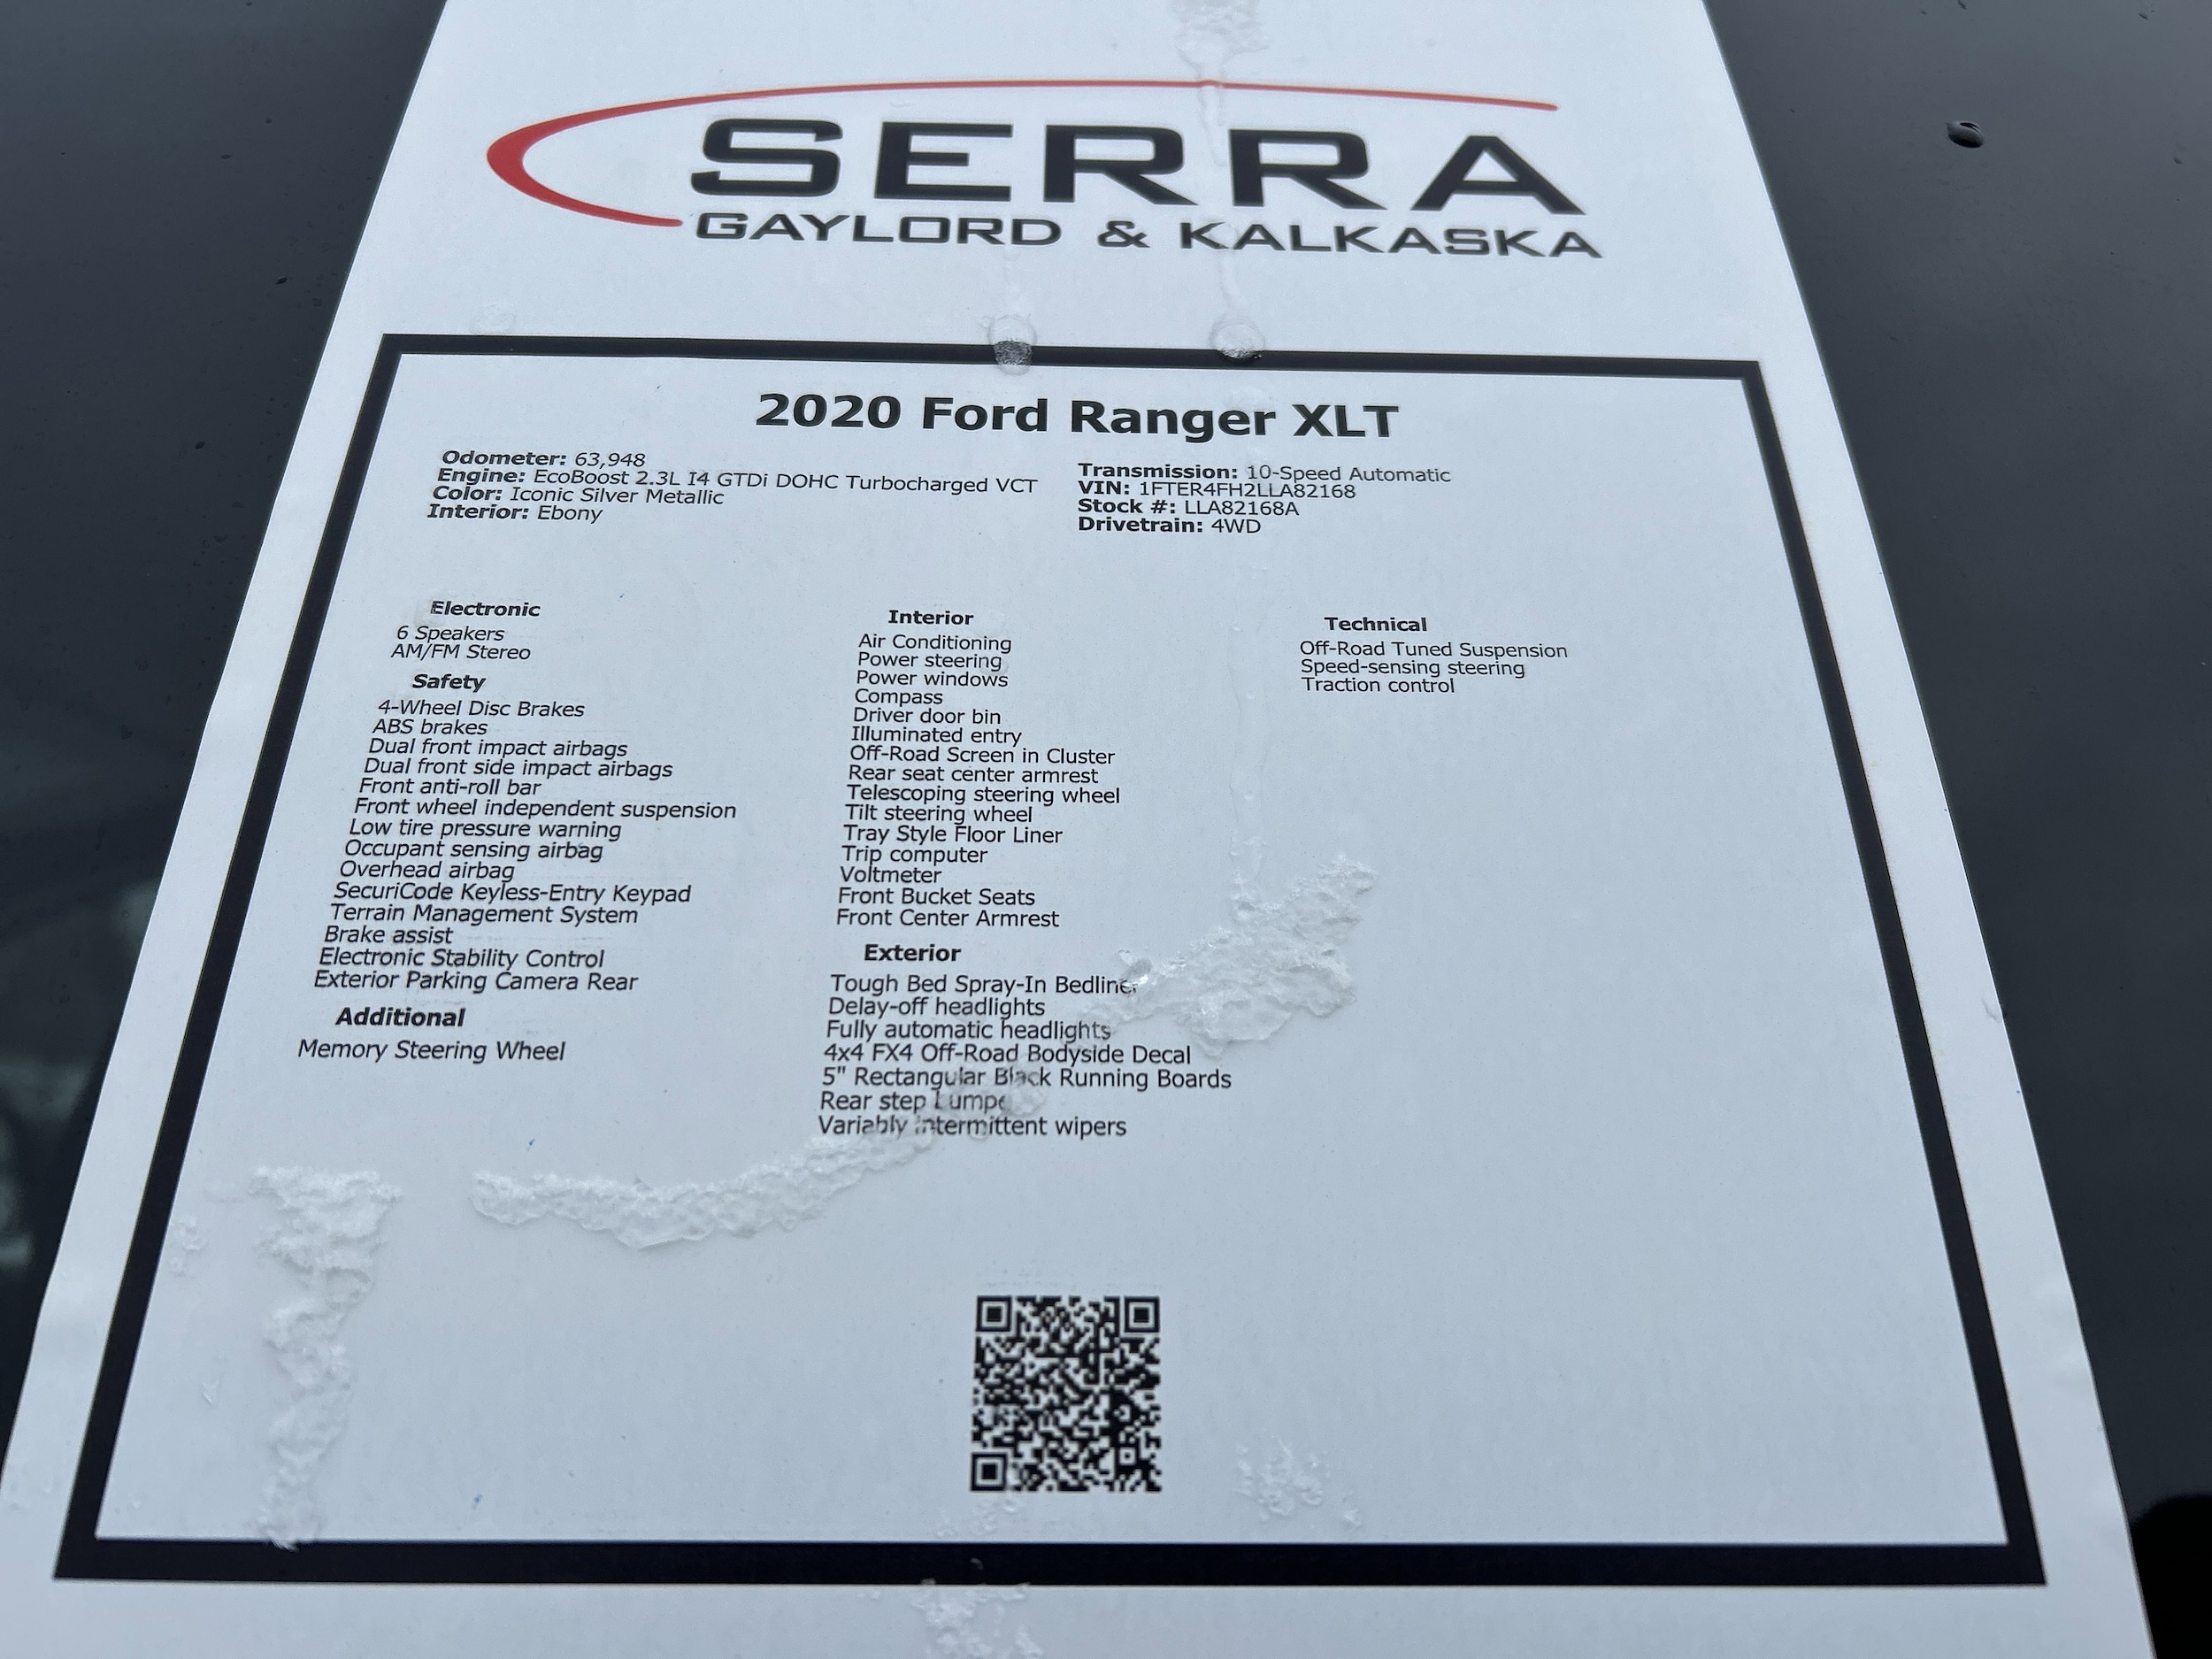 SERRA
GAYLORD & KALKASKA
2020 Ford Ranger XLT
Odometer: 63,948
Engine: EcoBoost 2.3L I4 GTDi DOHC Turbocharged VCT
Color: Iconic Silver Metallic
Interior: Ebony
Transmission: 10-Speed Automatic
VIN: 1FTER4FH2LLA82168
Stock #: LLA82168A
Drivetrain: 4WD
Electronic
6 Speakers
AM/FM Stereo
Safety
4-Wheel Disc Brakes
ABS brakes
Dual front impact airbags
Dual front side impact airbags
Front anti-roll bar
Front wheel independent suspension
Low tire pressure warning
Occupant sensing airbag
Overhead airbag
SecuriCode Keyless-Entry Keypad
Terrain Management System
Brake assist
Electronic Stability Control
Exterior Parking Camera Rear
Additional
Memory Steering Wheel
Interior
Air Conditioning
Power steering
Power windows
Compass
Driver door bin
Illuminated entry
Off-Road Screen in Cluster
Rear seat center armrest
Telescoping steering wheel
Tilt steering wheel
Tray Style Floor Liner
Trip computer
Voltmeter
Front Bucket Seats
Front Center Armrest
Exterior
Tough Bed Spray-In Bedliner
Delay-off headlights
Fully automatic headlights
4x4 FX4 Off-Road Bodyside Decal
5" Rectangular Black Running Boards
Rear step bumper
Variably intermittent wipers
Technical
Off-Road Tuned Suspension
Speed-sensing steering
Traction control